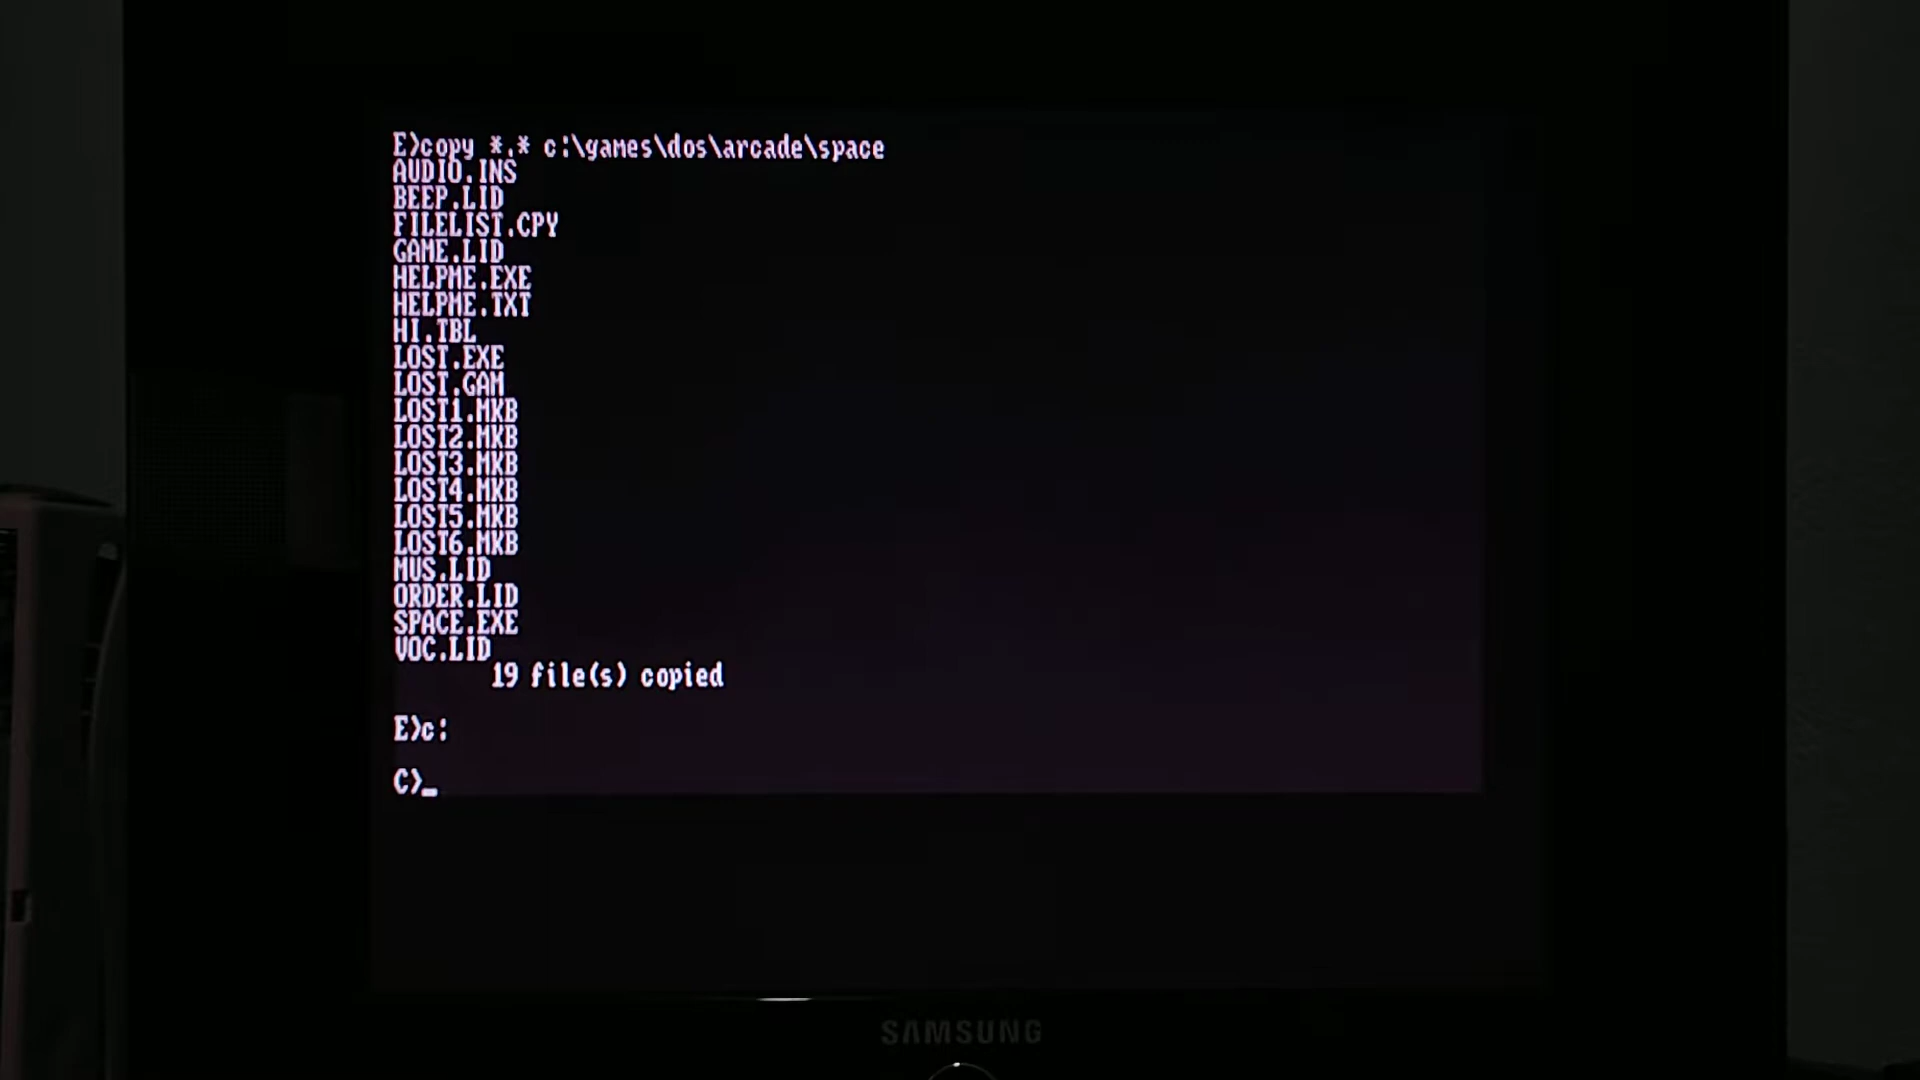 E>copy *.* c:\games\dos\arcade\space
AUDIO.INS
BEEP.LID
FILELIST.CPY
GAME.LID
HELPME.EXE
HELPME.TXT
HI.TBL
LOST.EXE
LOST.GAM
LOST1.MKB
LOST2.MKB
LOST3.MKB
LOST4.MKB
LOST5.MKB
LOST6.MKB
MUS.LID
ORDER.LID
SPACE.EXE
VOC.LID
19 file(s) copied
E>c:
C>_
SAMSUNG